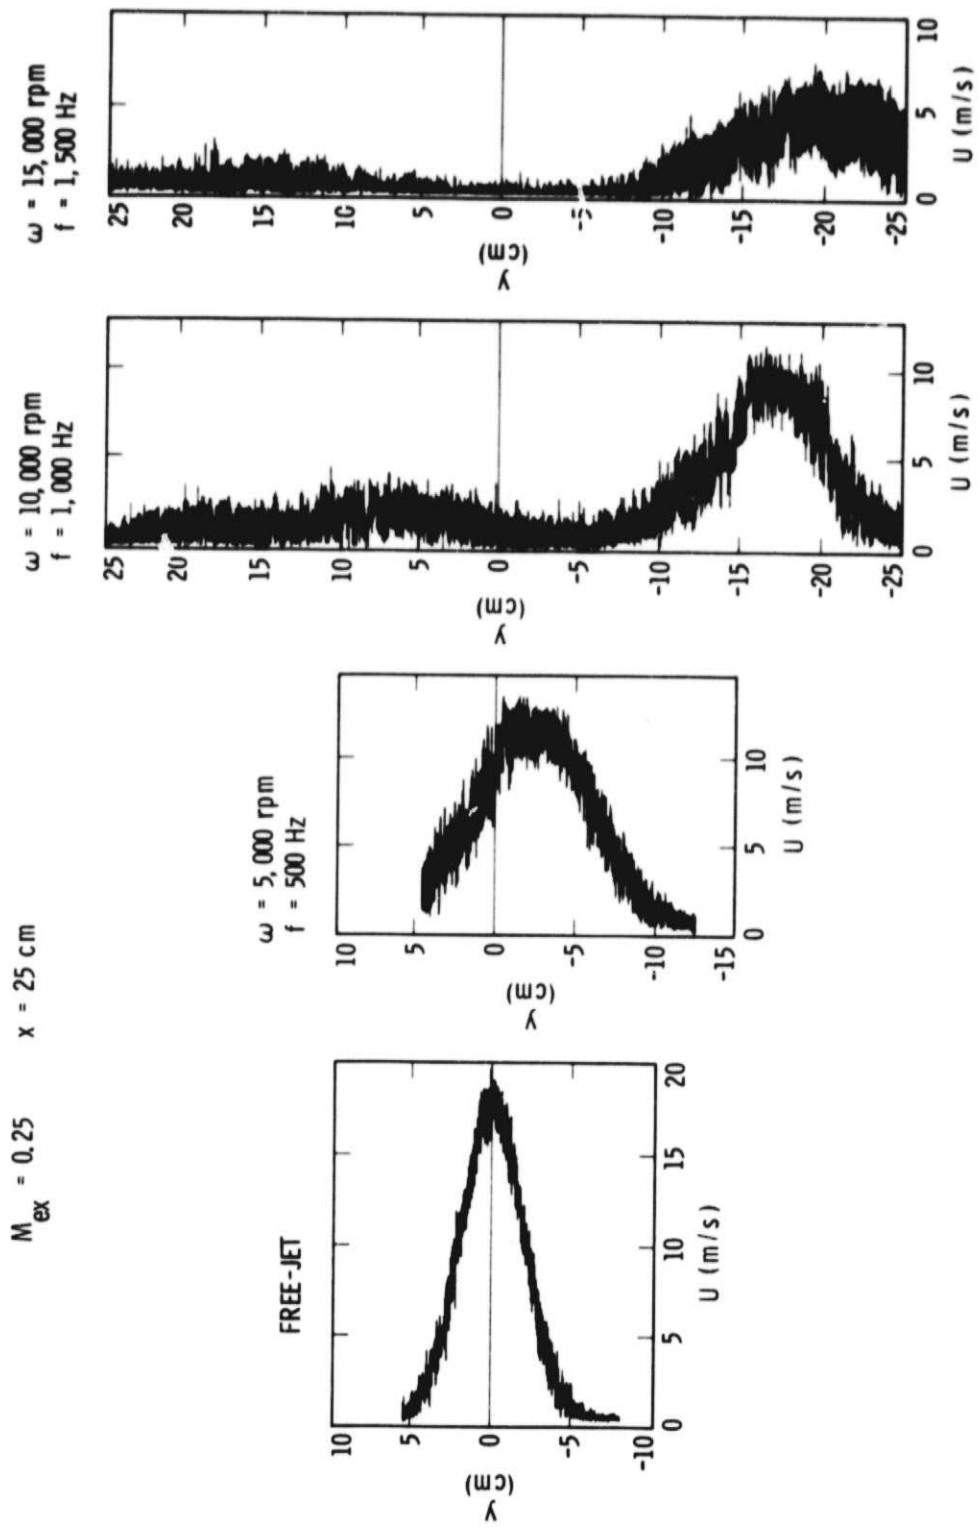 M_ex = 0.25 x = 25 cm
FREE-JET
10
5
0
-5
-10
y
(cm)
0
5
10
15
20
U (m/s)
ω = 5,000 rpm
f = 500 Hz
10
5
0
-5
-10
-15
y
(cm)
0
5
10
U (m/s)
ω = 10,000 rpm
f = 1,000 Hz
25
20
15
10
5
0
-5
-10
-15
-20
-25
y
(cm)
0
5
10
U (m/s)
ω = 15,000 rpm
f = 1,500 Hz
25
20
15
10
5
0
-5
-10
-15
-20
-25
y
(cm)
0
5
10
U (m/s)